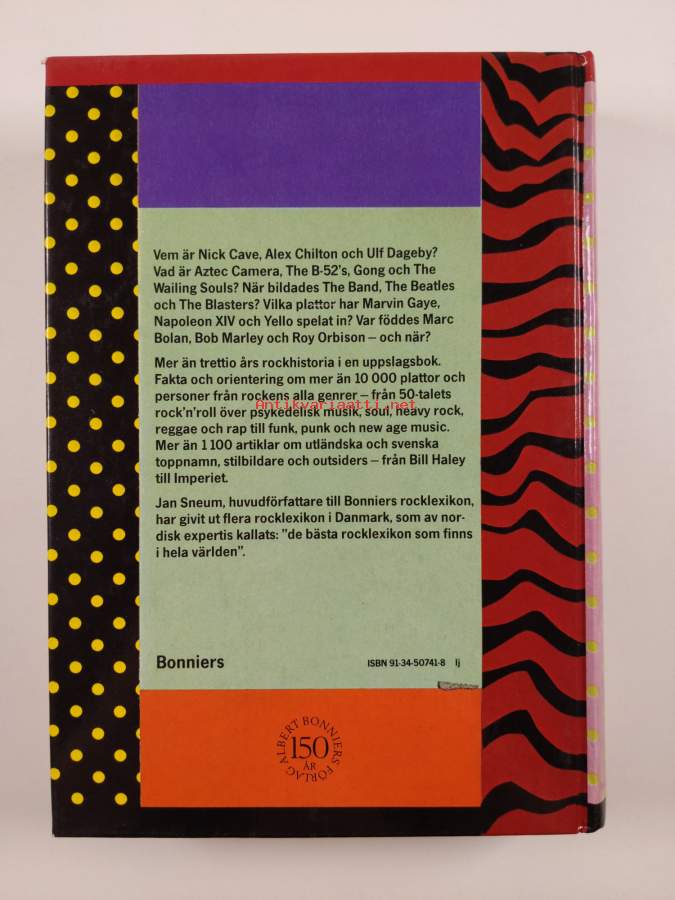 Vem är Nick Cave, Alex Chilton och Ulf Dageby?
Vad är Aztec Camera, The B-52's, Gong och The
Wailing Souls? När bildades The Band, The Beatles
och The Blasters? Vilka plattor har Marvin Gaye,
Napoleon XIV och Yello spelat in? Var föddes Marc
Bolan, Bob Marley och Roy Orbison – och när?
Mer än trettio års rockhistoria i en uppslagsbok.
Fakta och orientering om mer än 10 000 plattor och
personer från rockens alla genrer – från 50-talets
Antikvariaatti.net
rock'n'roll över psykedelisk musik, soul, heavy rock,
reggae och rap till funk, punk och new age music.
Mer än 1 100 artiklar om utländska och svenska
toppnamn, stilbildare och outsiders – från Bill Haley
till Imperiet.
Jan Sneum, huvudförfattare till Bonniers rocklexikon,
har givit ut flera rocklexikon i Danmark, som av nor-
disk expertis kallats: ”de bästa rocklexikon som finns
i hela världen”.
Bonniers ISBN 91-34-50741-8 lj
ALBERT BONNIERS FÖRLAG
150
ÅR